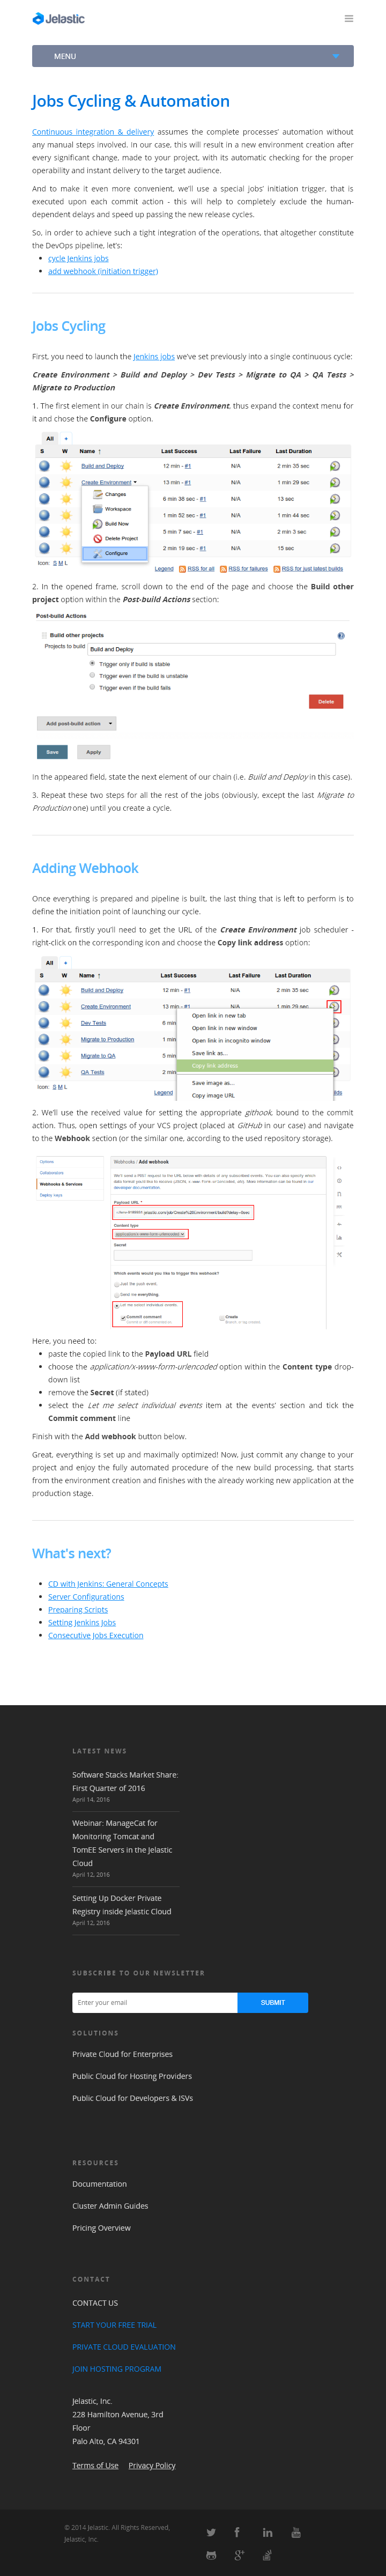 Jelastic
MENU
Jobs Cycling & Automation
Continuous integration & delivery assumes the complete processes' automation without
any manual steps involved. In our case, this will result in a new environment creation after
every significant change, made to your project, with its automatic checking for the proper
operability and instant delivery to the target audience.
And to make it even more convenient, we'll use a special jobs' initiation trigger, that is
executed upon each commit action - this will help to completely exclude the human-
dependent delays and speed up passing the new release cycles.
So, in order to achieve such a tight integration of the operations, that altogether constitute
the DevOps pipeline, let's:
cycle Jenkins jobs
add webhook (initiation trigger)
Jobs Cycling
First, you need to launch the Jenkins jobs we've set previously into a single continuous cycle:
Create Environment > Build and Deploy > Dev Tests > Migrate to QA > QA Tests >
Migrate to Production
1. The first element in our chain is Create Environment, thus expand the context menu for
it and chose the Configure option.
All +
S W Name ↑ Last Success Last Failure Last Duration
Build and Deploy 12 min - #1 N/A 2 min 35 sec
Create Environment 13 min - #1 N/A 1 min 29 sec
Changes 6 min 36 sec - #1 N/A 13 sec
Workspace 1 min 52 sec - #1 N/A 1 min 44 sec
Build Now 5 min 7 sec - #1 N/A 2 min 33 sec
Delete Project 2 min 19 sec - #1 N/A 15 sec
Configure
Icon: S M L Legend RSS for all RSS for failures RSS for just latest builds
2. In the opened frame, scroll down to the end of the page and choose the Build other
project option within the Post-build Actions section:
Post-build Actions
Build other projects
Projects to build Build and Deploy
Trigger only if build is stable
Trigger even if the build is unstable
Trigger even if the build fails
Delete
Add post-build action
Save Apply
In the appeared field, state the next element of our chain (i.e. Build and Deploy in this case).
3. Repeat these two steps for all the rest of the jobs (obviously, except the last Migrate to
Production one) until you create a cycle.
Adding Webhook
Once everything is prepared and pipeline is built, the last thing that is left to perform is to
define the initiation point of launching our cycle.
1. For that, firstly you'll need to get the URL of the Create Environment job scheduler -
right-click on the corresponding icon and choose the Copy link address option:
All +
S W Name ↑ Last Success Last Failure Last Duration
Build and Deploy 12 min - #1 N/A 2 min 35 sec
Create Environment 13 min - #1 N/A 1 min 29 sec
Dev Tests Open link in new tab
Migrate to Production Open link in new window
Migrate to QA Open link in incognito window
QA Tests Save link as...
Copy link address
Save image as...
Copy image URL
Icon: S M L Legend
2. We'll use the received value for setting the appropriate githook, bound to the commit
action. Thus, open settings of your VCS project (placed at GitHub in our case) and navigate
to the Webhook section (or the similar one, according to the used repository storage).
Options
Collaborators
Webhooks & Services
Deploy keys
Webhooks / Add webhook
Payload URL *
Content type
application/x-www-form-urlencoded
Secret
Which events would you like to trigger this webhook?
Just the push event.
Send me everything.
Let me select individual events.
Commit comment
Create
Here, you need to:
paste the copied link to the Payload URL field
choose the application/x-www-form-urlencoded option within the Content type drop-
down list
remove the Secret (if stated)
select the Let me select individual events item at the events' section and tick the
Commit comment line
Finish with the Add webhook button below.
Great, everything is set up and maximally optimized! Now, just commit any change to your
project and enjoy the fully automated procedure of the new build processing, that starts
from the environment creation and finishes with the already working new application at the
production stage.
What's next?
CD with Jenkins: General Concepts
Server Configurations
Preparing Scripts
Setting Jenkins Jobs
Consecutive Jobs Execution
LATEST NEWS
Software Stacks Market Share:
First Quarter of 2016
April 14, 2016
Webinar: ManageCat for
Monitoring Tomcat and
TomEE Servers in the Jelastic
Cloud
April 12, 2016
Setting Up Docker Private
Registry inside Jelastic Cloud
April 12, 2016
SUBSCRIBE TO OUR NEWSLETTER
Enter your email SUBMIT
SOLUTIONS
Private Cloud for Enterprises
Public Cloud for Hosting Providers
Public Cloud for Developers & ISVs
RESOURCES
Documentation
Cluster Admin Guides
Pricing Overview
CONTACT
CONTACT US
START YOUR FREE TRIAL
PRIVATE CLOUD EVALUATION
JOIN HOSTING PROGRAM
Jelastic, Inc.
228 Hamilton Avenue, 3rd
Floor
Palo Alto, CA 94301
Terms of Use Privacy Policy
© 2014 Jelastic. All Rights Reserved,
Jelastic, Inc.